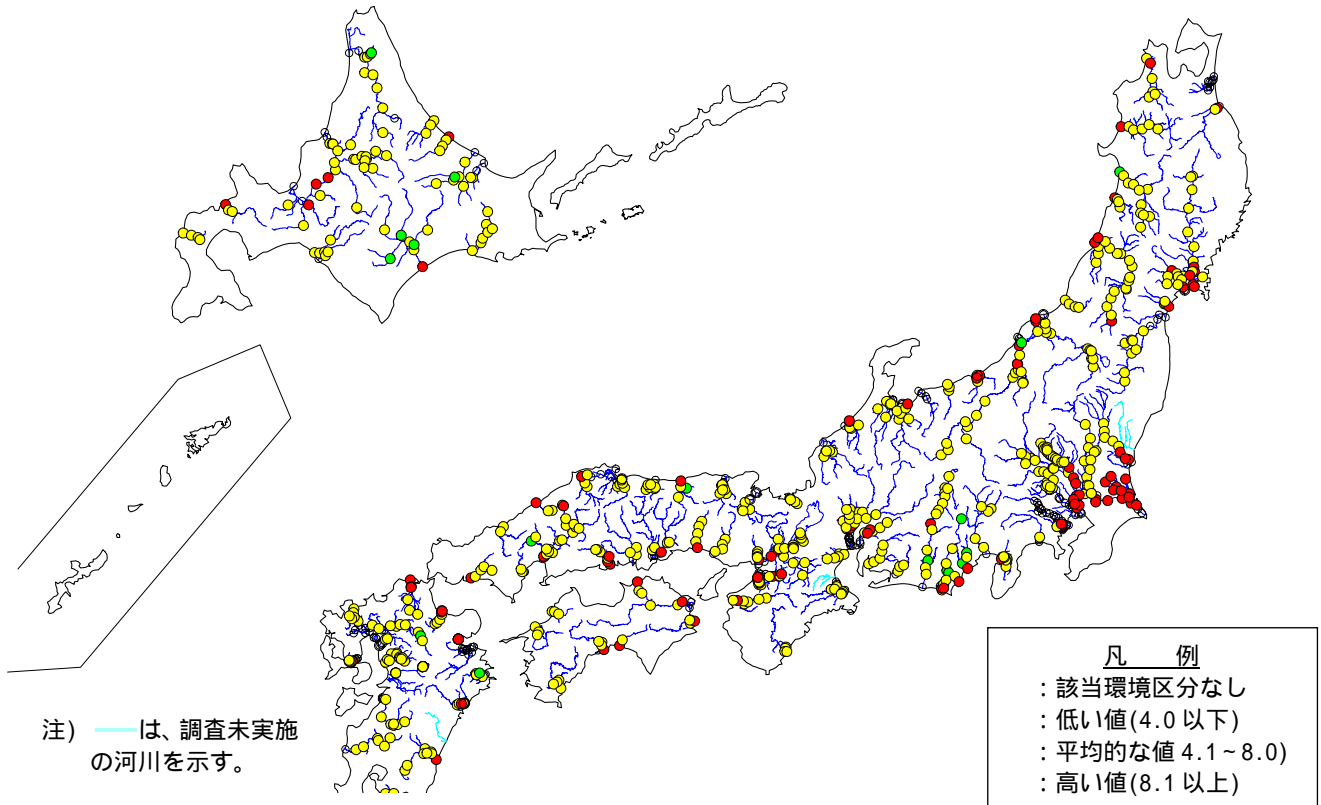 注) は、調査未実施
の河川を示す。
凡 例
：該当環境区分なし
：低い値(4.0 以下)
：平均的な値 4.1~8.0)
：高い値(8.1 以上)